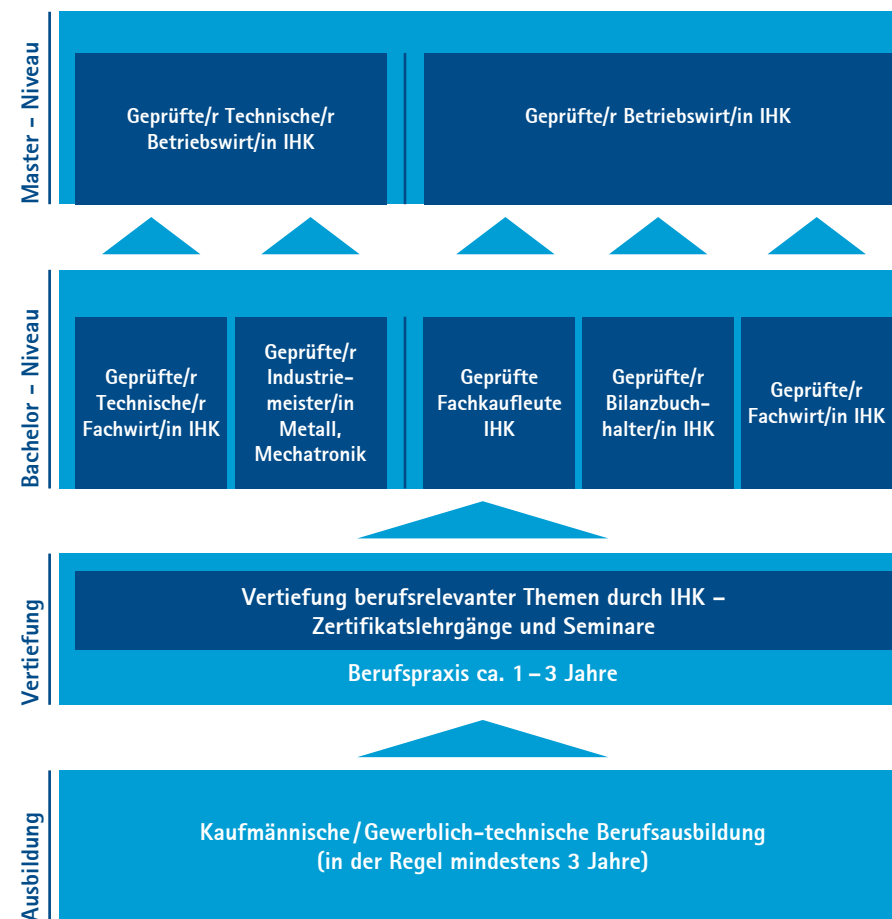 Master – Niveau
Geprüfte/r Technische/r
Betriebswirt/in IHK
Geprüfte/r Betriebswirt/in IHK
Bachelor – Niveau
Geprüfte/r
Technische/r
Fachwirt/in IHK
Geprüfte/r
Industrie–
meister/in
Metall,
Mechatronik
Geprüfte
Fachkaufleute
IHK
Geprüfte/r
Bilanzbuch–
halter/in IHK
Geprüfte/r
Fachwirt/in IHK
Vertiefung
Vertiefung berufsrelevanter Themen durch IHK –
Zertifikatslehrgänge und Seminare
Berufspraxis ca. 1 – 3 Jahre
Ausbildung
Kaufmännische / Gewerblich-technische Berufsausbildung
(in der Regel mindestens 3 Jahre)